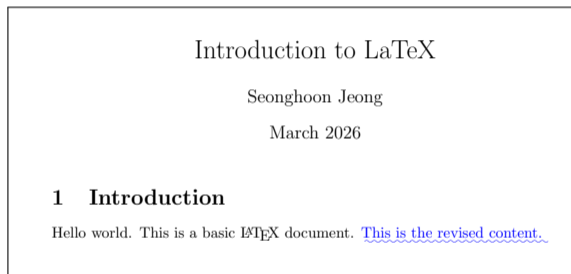 Introduction to LaTeX
Seonghoon Jeong
March 2026
1 Introduction
Hello world. This is a basic LATEX document. This is the revised content.